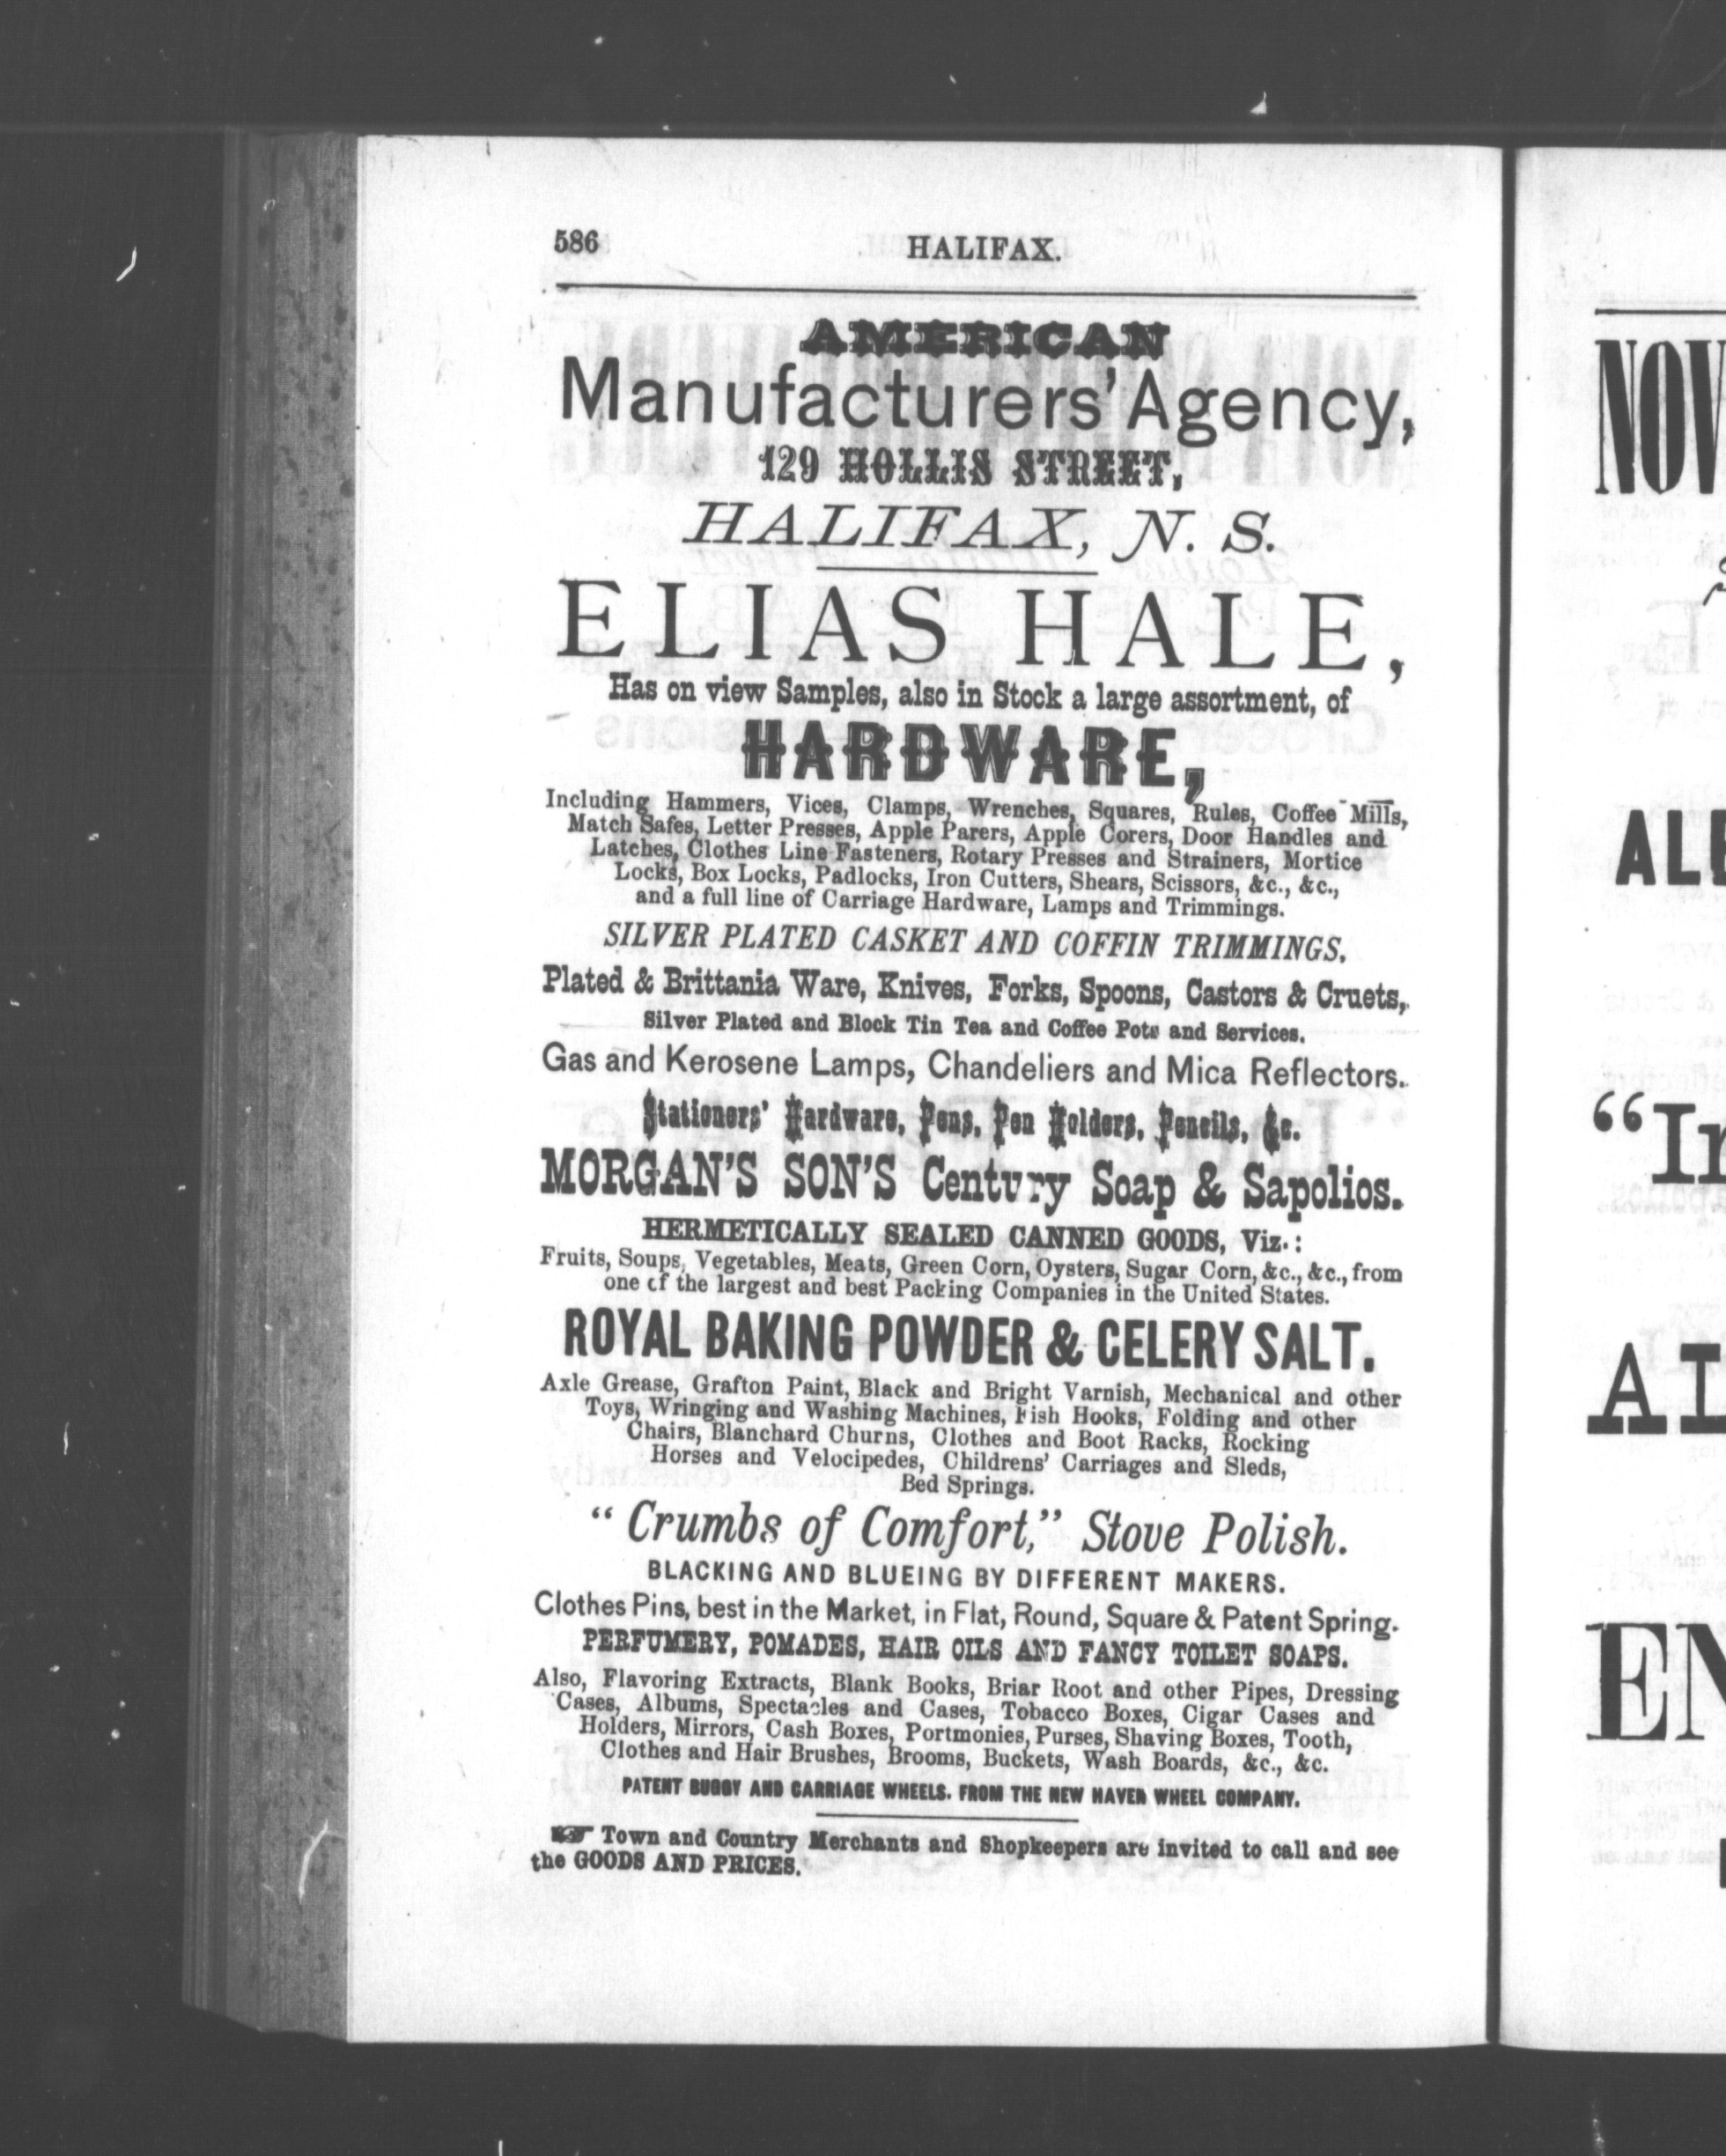 586
HALIFAX.
AMERICAN
Manufacturers' Agency,
129 HOLLIS STREET,
HALIFAX, N. S.
ELIAS HALE,
Has on view Samples, also in Stock a large assortment, of
HARDWARE,
Including Hammers, Vices, Clamps, Wrenches, Squares, Rules, Coffee Mills,
Match Safes, Letter Presses, Apple Parers, Apple Corers, Door Handles and
Latches, Clothes Line Fasteners, Rotary Presses and Strainers, Mortice
Locks, Box Locks, Padlocks, Iron Cutters, Shears, Scissors, &c., &c.,
and a full line of Carriage Hardware, Lamps and Trimmings.
SILVER PLATED CASKET AND COFFIN TRIMMINGS,
Plated & Brittania Ware, Knives, Forks, Spoons, Castors & Cruets,
Silver Plated and Block Tin Tea and Coffee Pots and Services.
Gas and Kerosene Lamps, Chandeliers and Mica Reflectors.
Stationers' Hardware, Pens, Pen Holders, Pencils, &c.
MORGAN'S SON'S Century Soap & Sapolios.
HERMETICALLY SEALED CANNED GOODS, Viz.:
Fruits, Soups, Vegetables, Meats, Green Corn, Oysters, Sugar Corn, &c., &c., from
one of the largest and best Packing Companies in the United States.
ROYAL BAKING POWDER & CELERY SALT.
Axle Grease, Grafton Paint, Black and Bright Varnish, Mechanical and other
Toys, Wringing and Washing Machines, Fish Hooks, Folding and other
Chairs, Blanchard Churns, Clothes and Boot Racks, Rocking
Horses and Velocipedes, Childrens' Carriages and Sleds,
Bed Springs.
"Crumbs of Comfort," Stove Polish.
BLACKING AND BLUEING BY DIFFERENT MAKERS.
Clothes Pins, best in the Market, in Flat, Round, Square & Patent Spring.
PERFUMERY, POMADES, HAIR OILS AND FANCY TOILET SOAPS.
Also, Flavoring Extracts, Blank Books, Briar Root and other Pipes, Dressing
Cases, Albums, Spectacles and Cases, Tobacco Boxes, Cigar Cases and
Holders, Mirrors, Cash Boxes, Portmonies, Purses, Shaving Boxes, Tooth,
Clothes and Hair Brushes, Brooms, Buckets, Wash Boards, &c., &c.
PATENT BUGGY AND CARRIAGE WHEELS. FROM THE NEW HAVEN WHEEL COMPANY.
☞ Town and Country Merchants and Shopkeepers are invited to call and see
the GOODS AND PRICES.
NOV
ALE
"In
AL
EN